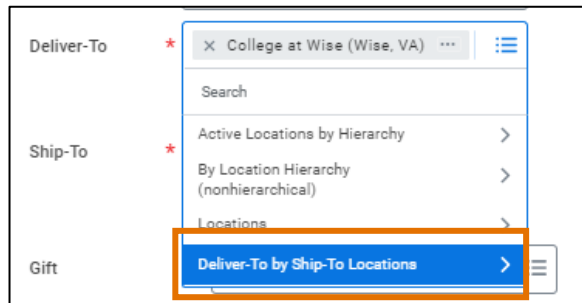 Deliver-To *
× College at Wise (Wise, VA) ...
Search
Active Locations by Hierarchy
Ship-To *
By Location Hierarchy
(nonhierarchical)
Locations
Deliver-To by Ship-To Locations
Gift